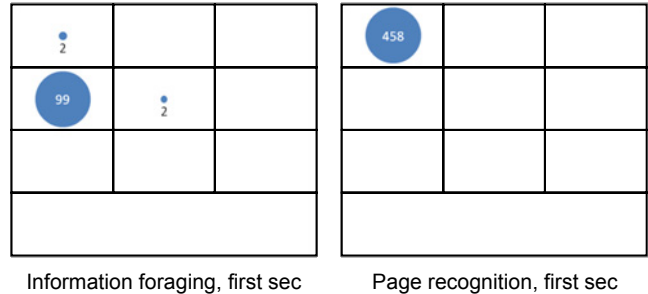 2
458
99
2
Information foraging, first sec
Page recognition, first sec